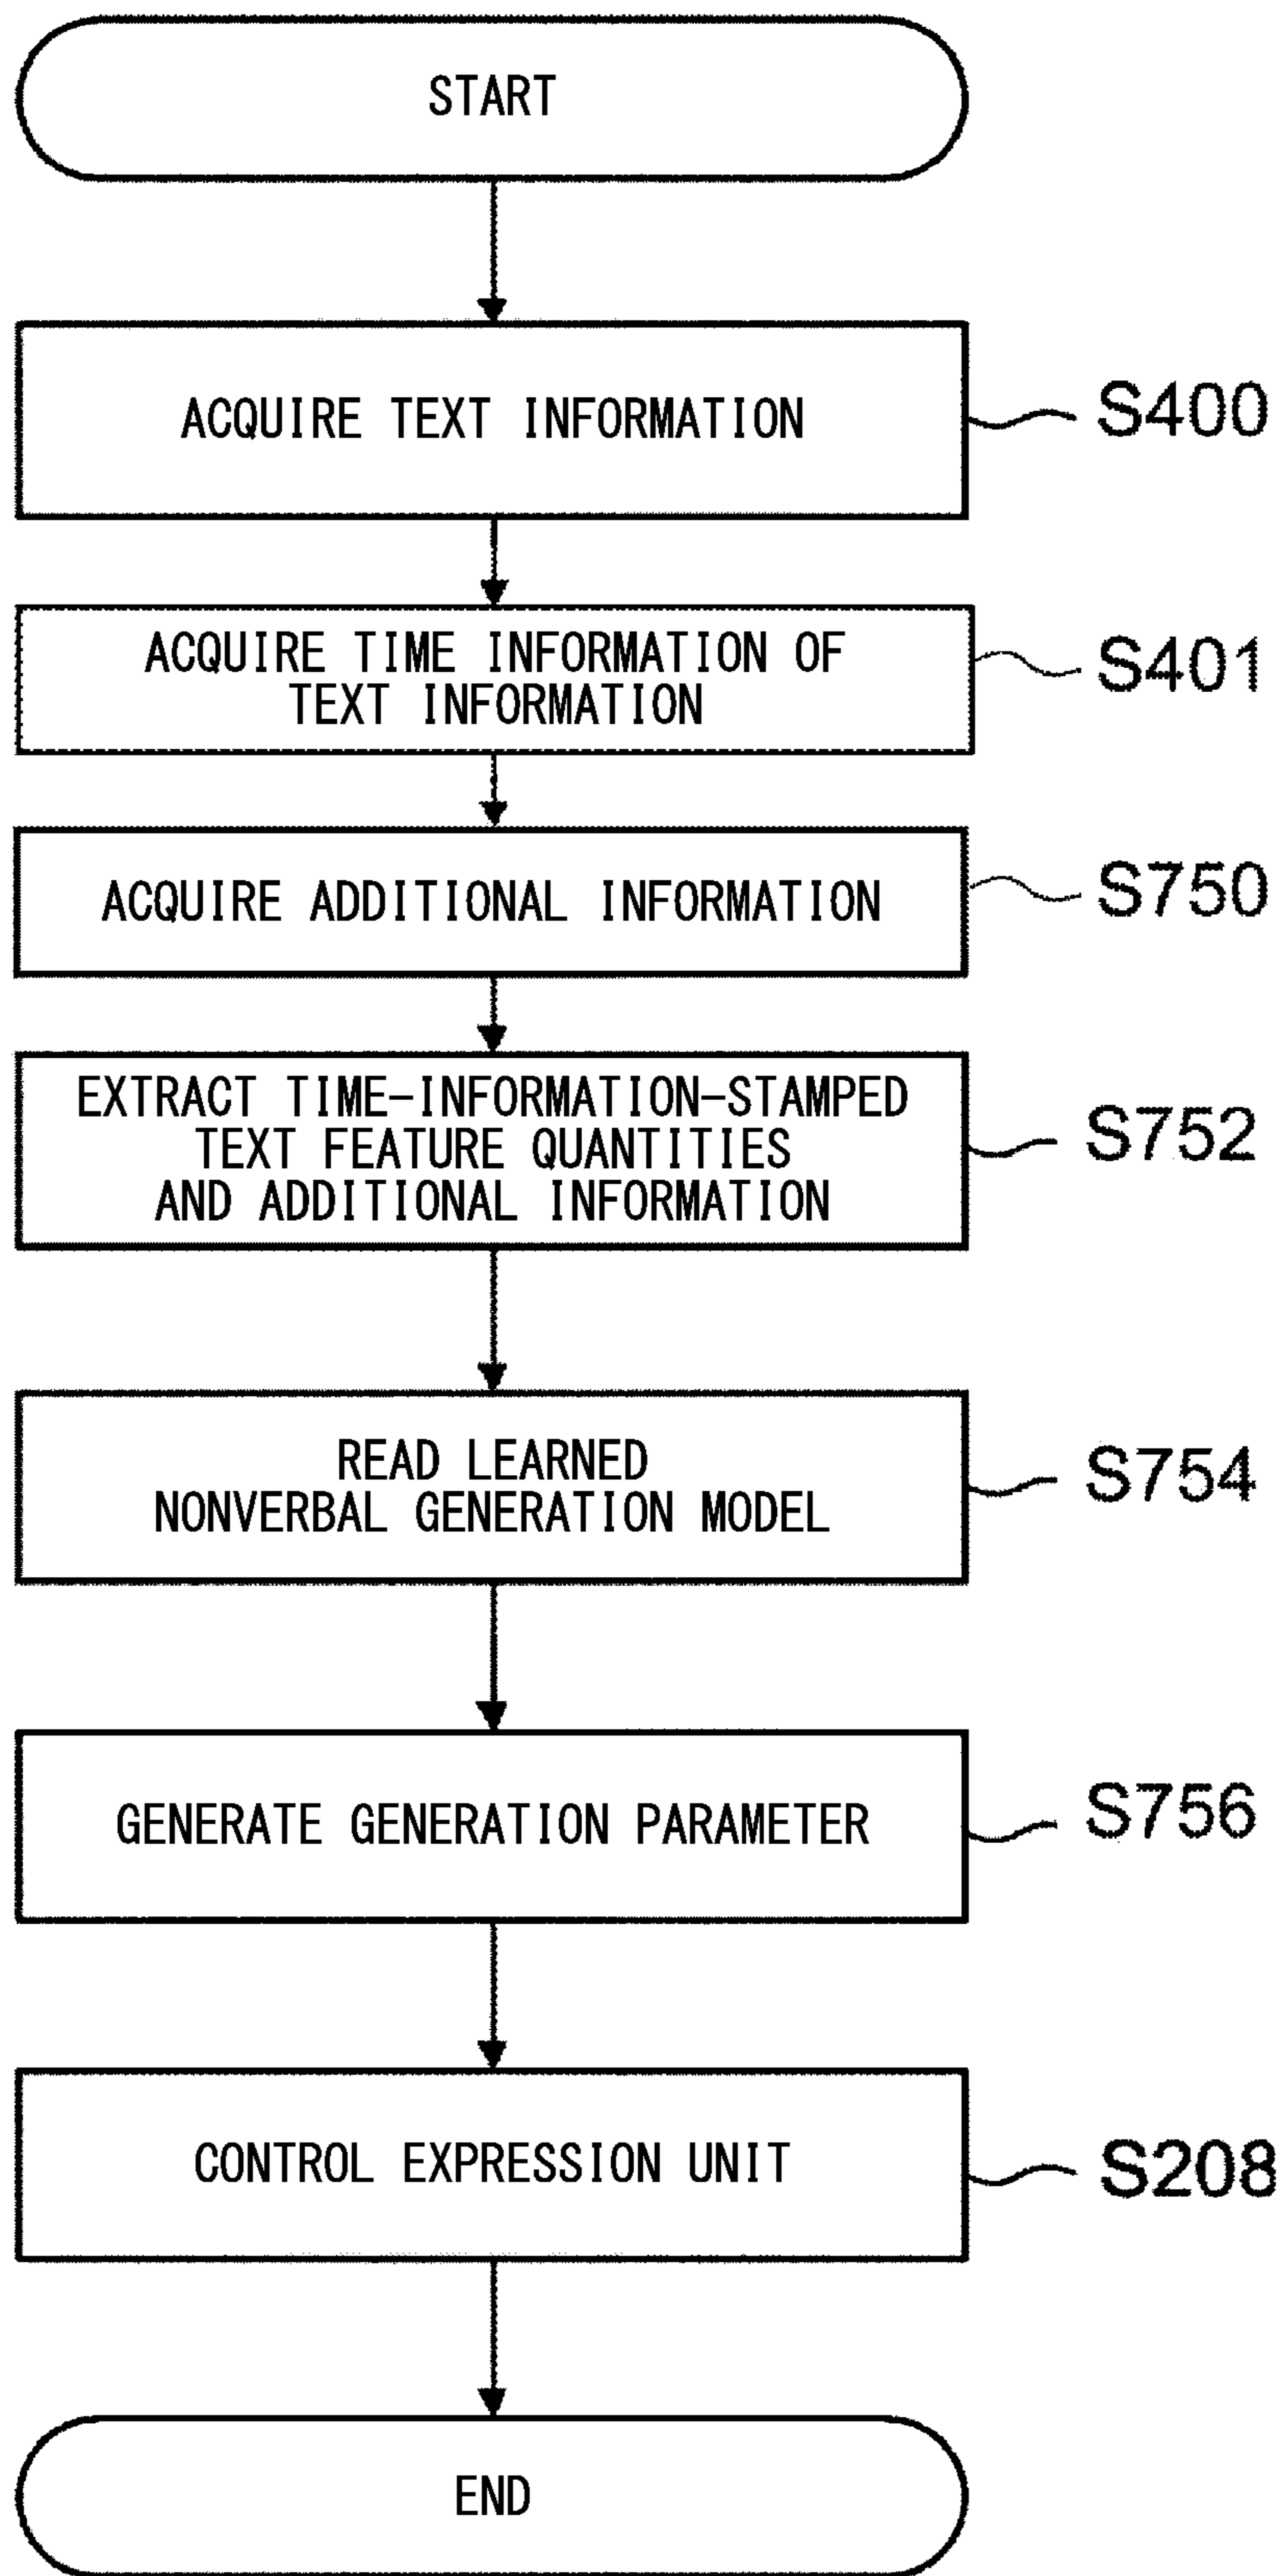 START
ACQUIRE TEXT INFORMATION
S400
ACQUIRE TIME INFORMATION OF
TEXT INFORMATION
S401
ACQUIRE ADDITIONAL INFORMATION
S750
EXTRACT TIME-INFORMATION-STAMPED
TEXT FEATURE QUANTITIES
AND ADDITIONAL INFORMATION
S752
READ LEARNED
NONVERBAL GENERATION MODEL
S754
GENERATE GENERATION PARAMETER
S756
CONTROL EXPRESSION UNIT
S208
END